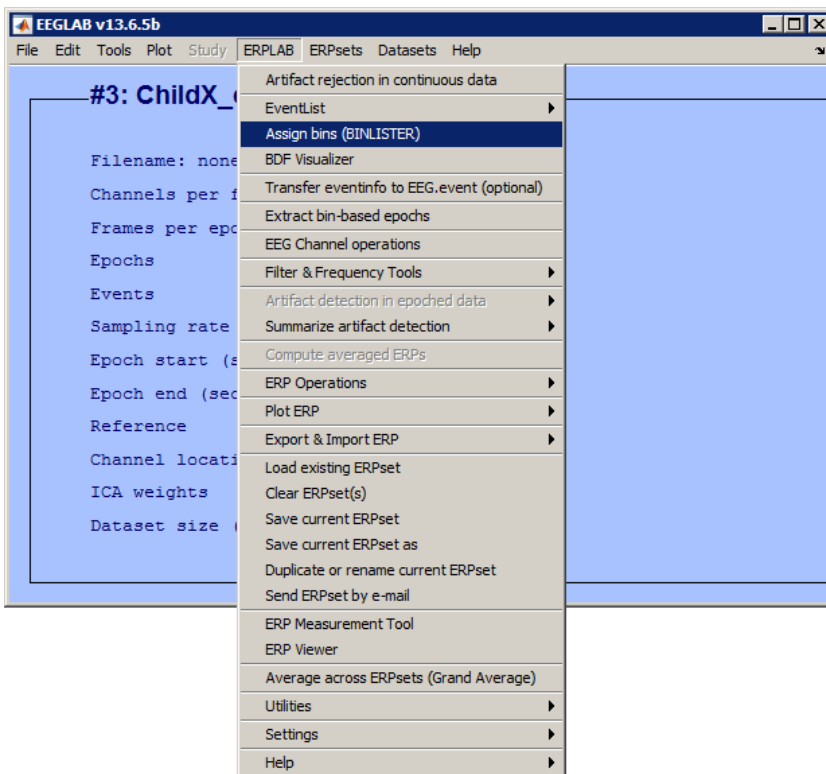 EEGLAB v13.6.5b
File Edit Tools Plot Study ERPLAB ERPsets Datasets Help
#3: ChildX_
Filename: none
Channels per f
Frames per epo
Epochs
Events
Sampling rate
Epoch start (s
Epoch end (sec
Reference
Channel locati
ICA weights
Dataset size (
Artifact rejection in continuous data
EventList
Assign bins (BINLISTER)
BDF Visualizer
Transfer eventinfo to EEG.event (optional)
Extract bin-based epochs
EEG Channel operations
Filter & Frequency Tools
Artifact detection in epoched data
Summarize artifact detection
Compute averaged ERPs
ERP Operations
Plot ERP
Export & Import ERP
Load existing ERPset
Clear ERPset(s)
Save current ERPset
Save current ERPset as
Duplicate or rename current ERPset
Send ERPset by e-mail
ERP Measurement Tool
ERP Viewer
Average across ERPsets (Grand Average)
Utilities
Settings
Help